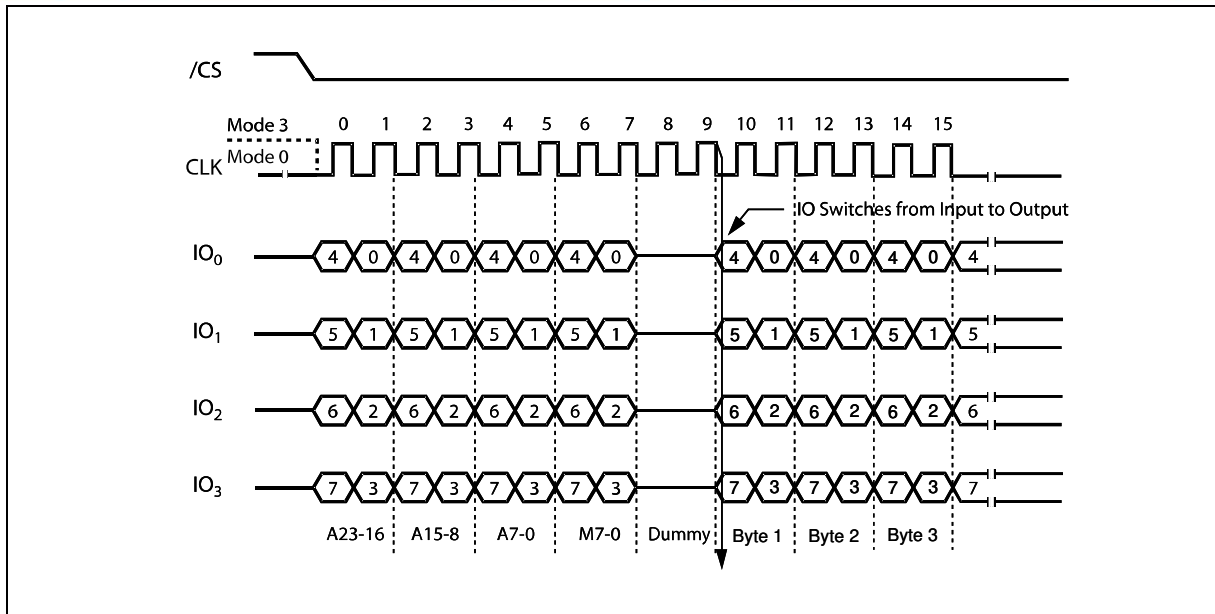 /CS
Mode 3
0 1 2 3 4 5 6 7 8 9 10 11 12 13 14 15
CLK
Mode 0
IO Switches from Input to Output
IO0 4 0 4 0 4 0 4 0 4 0 4 0 4 0 4
IO1 5 1 5 1 5 1 5 1 5 1 5 1 5 1 5
IO2 6 2 6 2 6 2 6 2 6 2 6 2 6 2 6
IO3 7 3 7 3 7 3 7 3 7 3 7 3 7 3 7
A23-16 A15-8 A7-0 M7-0 Dummy Byte 1 Byte 2 Byte 3